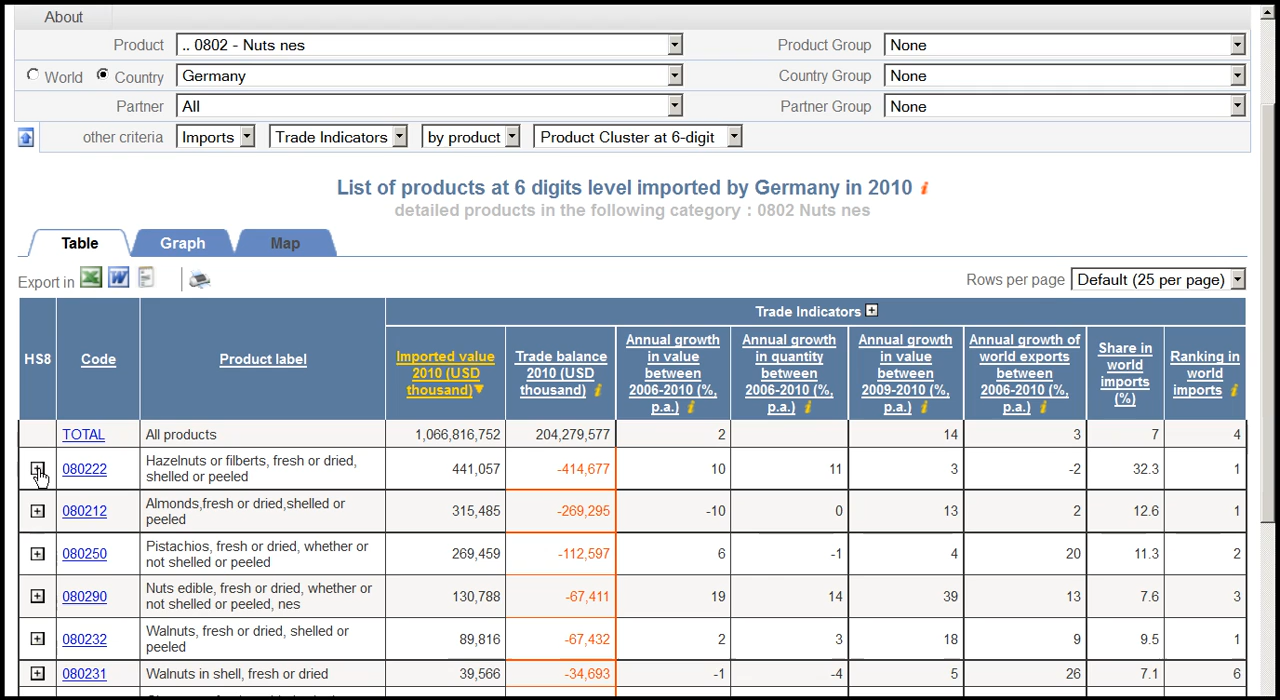 About
Product .. 0802 - Nuts nes Product Group None
World Country Germany Country Group None
Partner All Partner Group None
other criteria Imports Trade Indicators by product Product Cluster at 6-digit
List of products at 6 digits level imported by Germany in 2010 i
detailed products in the following category : 0802 Nuts nes
Table Graph Map
Export in Rows per page Default (25 per page)
Trade Indicators
HS8
Code
Product label
Imported value
2010 (USD
thousand)
Trade balance
2010 (USD
thousand) i
Annual growth
in value
between
2006-2010 (%,
p.a.) i
Annual growth
in quantity
between
2006-2010 (%,
p.a.) i
Annual growth
in value
between
2009-2010 (%,
p.a.) i
Annual growth of
world exports
between
2006-2010 (%,
p.a.) i
Share in
world
imports
(%)
Ranking in
world
imports i
TOTAL All products 1,066,816,752 204,279,577 2 14 3 7 4
080222 Hazelnuts or filberts, fresh or dried,
shelled or peeled 441,057 -414,677 10 11 3 -2 32.3 1
080212 Almonds,fresh or dried,shelled or
peeled 315,485 -269,295 -10 0 13 2 12.6 1
080250 Pistachios, fresh or dried, whether or
not shelled or peeled 269,459 -112,597 6 -1 4 20 11.3 2
080290 Nuts edible, fresh or dried, whether or
not shelled or peeled, nes 130,788 -67,411 19 14 39 13 7.6 3
080232 Walnuts, fresh or dried, shelled or
peeled 89,816 -67,432 2 3 18 9 9.5 1
080231 Walnuts in shell, fresh or dried 39,566 -34,693 -1 -4 5 26 7.1 6